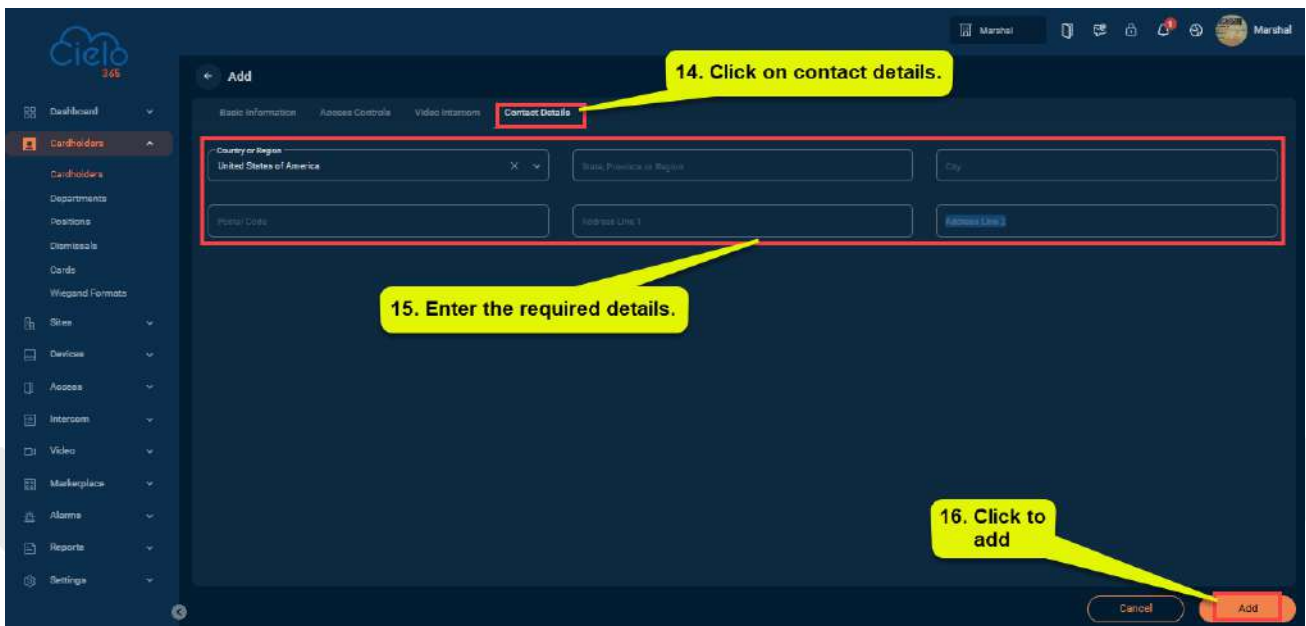 Cielo
365
Marshal
1
Marshal
Add
14. Click on contact details.
Basic Information
Access Controls
Video Intercom
Contact Details
Dashboard
Cardholders
Cardholders
Departments
Positions
Dismissals
Cards
Wiegand Formats
Sites
Devices
Access
Intercom
Video
Marketplace
Alarms
Reports
Settings
Country or Region
United States of America
State, Province or Region
City
Postal Code
Address Line 1
Address Line 2
15. Enter the required details.
16. Click to
add
Cancel
Add